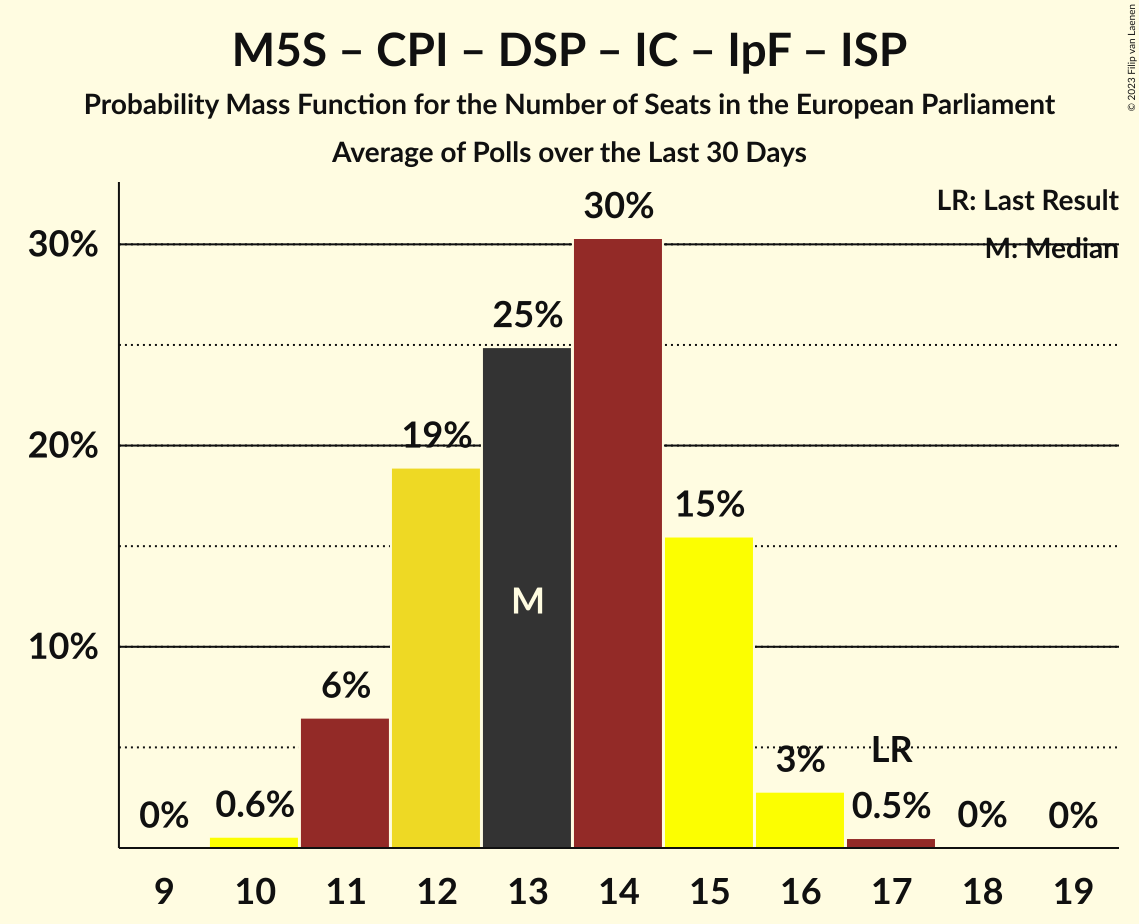 M5S – CPI – DSP – IC – IpF – ISP
Probability Mass Function for the Number of Seats in the European Parliament
Average of Polls over the Last 30 Days
© 2023 Filip van Laenen
LR: Last Result
M: Median
30%
20%
10%
0%
0.6%
6%
19%
25%
M
30%
15%
3%
LR
0.5%
0%
0%
9 10 11 12 13 14 15 16 17 18 19